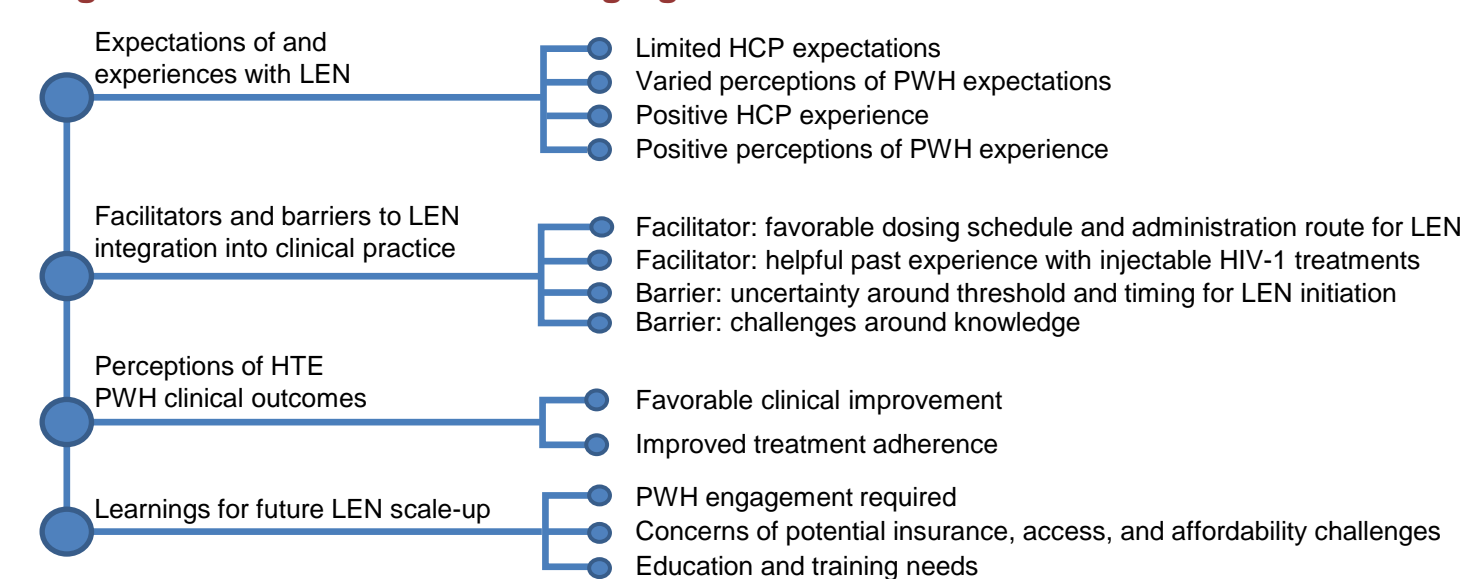 Expectations of and
experiences with LEN
Limited HCP expectations
Varied perceptions of PWH expectations
Positive HCP experience
Positive perceptions of PWH experience
Facilitators and barriers to LEN
integration into clinical practice
Facilitator: favorable dosing schedule and administration route for LEN
Facilitator: helpful past experience with injectable HIV-1 treatments
Barrier: uncertainty around threshold and timing for LEN initiation
Barrier: challenges around knowledge
Perceptions of HTE
PWH clinical outcomes
Favorable clinical improvement
Improved treatment adherence
Learnings for future LEN scale-up
PWH engagement required
Concerns of potential insurance, access, and affordability challenges
Education and training needs